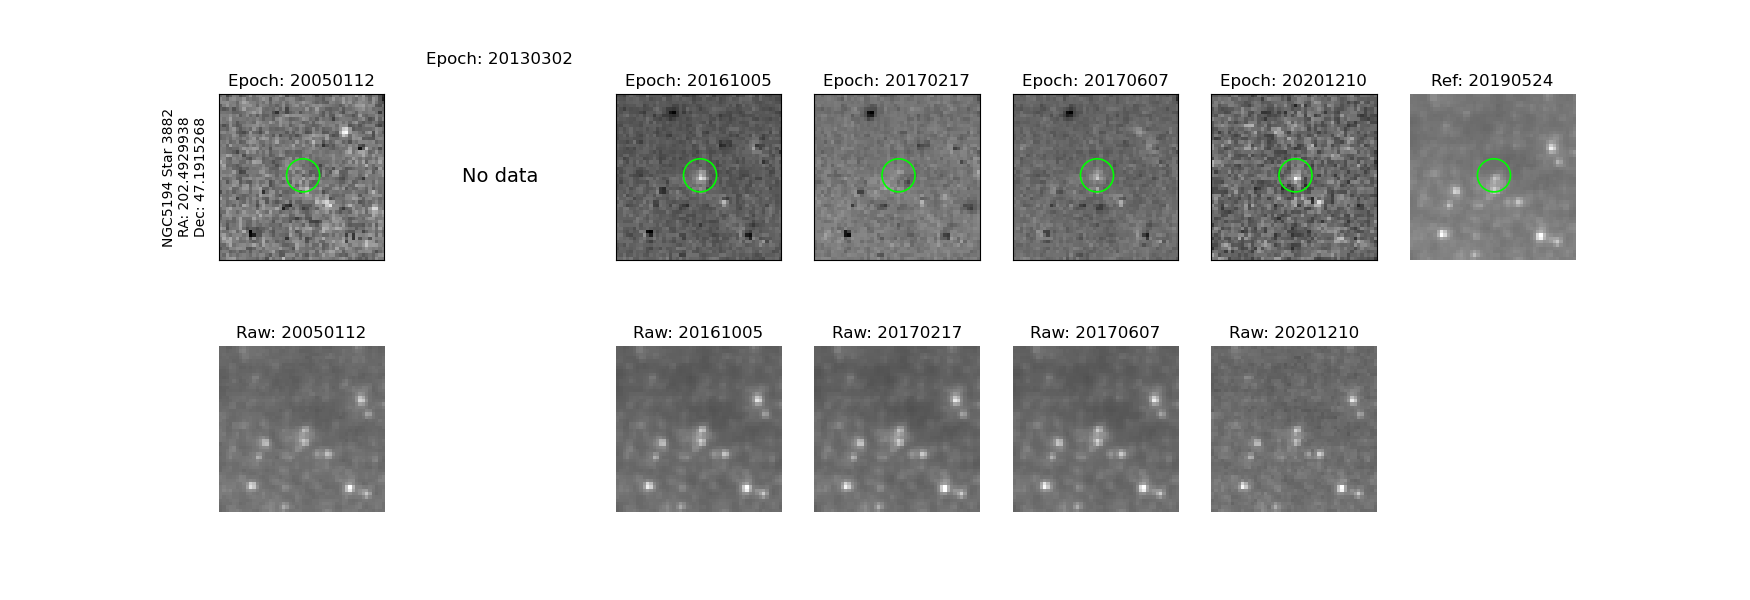 Epoch: 20130302
Epoch: 20050112
Epoch: 20161005
Epoch: 20170217
Epoch: 20170607
Epoch: 20201210
Ref: 20190524
NGC5194 Star 3882
RA: 202.4929938
Dec: 47.1915268
No data
Raw: 20050112
Raw: 20161005
Raw: 20170217
Raw: 20170607
Raw: 20201210